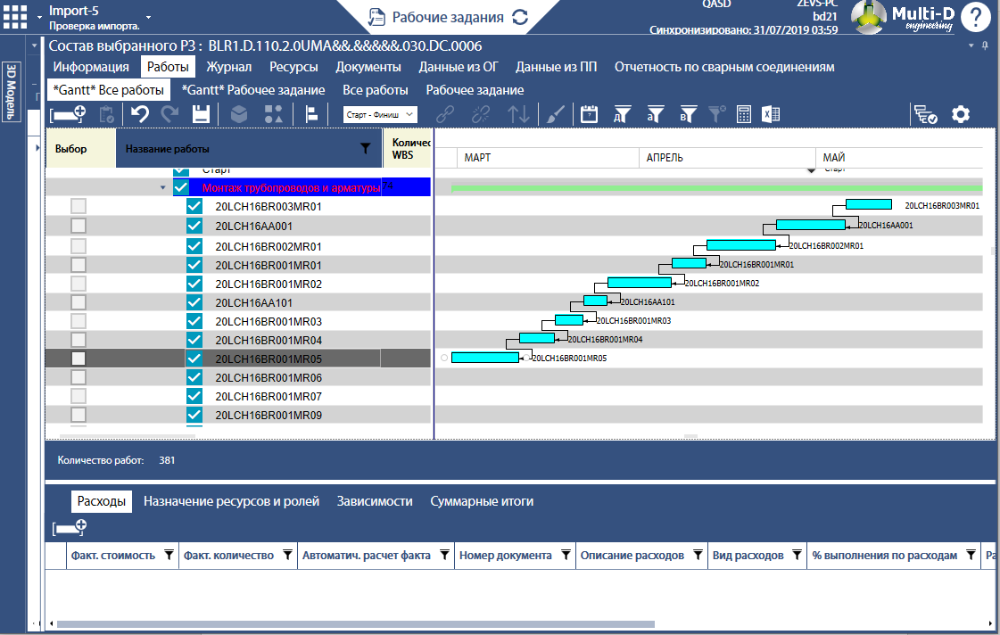 Import-5
Проверка импорта.
Рабочие задания
QASD
ZEVS-PC
bd21
Синхронизировано: 31/07/2019 03:59
Multi-D
engineering
?
3D Модель
Состав выбранного РЗ : BLR1.D.110.2.0UMA&&.&&&&&.030.DC.0006
Информация Работы Журнал Ресурсы Документы Данные из ОГ Данные из ПП Отчетность по сварным соединениям
*Gantt* Все работы *Gantt* Рабочее задание Все работы Рабочее задание
Старт - Финиш
Выбор Название работы Количес
WBS
МАРТ АПРЕЛЬ МАЙ
Старт Старт
Монтаж трубопроводов и арматуры 71
20LCH16BR003MR01 20LCH16BR003MR01
20LCH16AA001 20LCH16AA001
20LCH16BR002MR01 20LCH16BR002MR01
20LCH16BR001MR01 20LCH16BR001MR01
20LCH16BR001MR02 20LCH16BR001MR02
20LCH16AA101 20LCH16AA101
20LCH16BR001MR03 20LCH16BR001MR03
20LCH16BR001MR04 20LCH16BR001MR04
20LCH16BR001MR05 20LCH16BR001MR05
20LCH16BR001MR06
20LCH16BR001MR07
20LCH16BR001MR09
Количество работ: 381
Расходы Назначение ресурсов и ролей Зависимости Суммарные итоги
Факт. стоимость Факт. количество Автоматич. расчет факта Номер документа Описание расходов Вид расходов % выполнения по расходам Ра